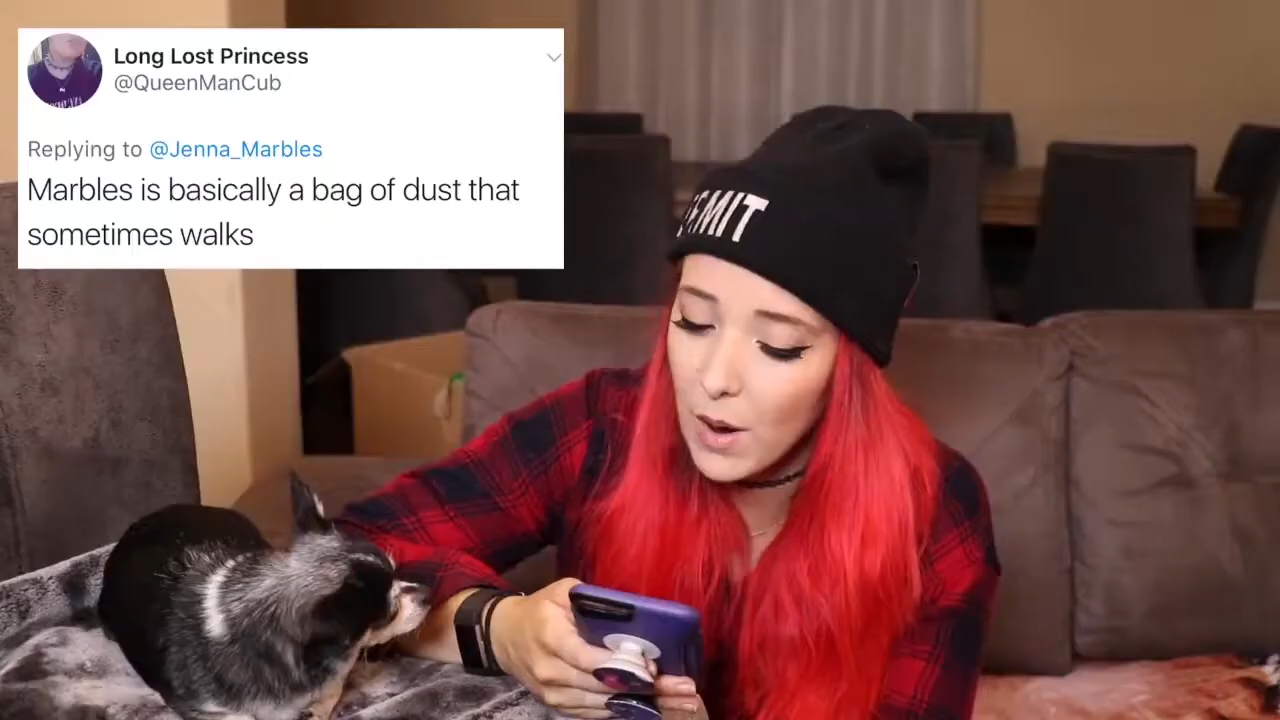 Long Lost Princess
@QueenManCub
Replying to @Jenna_Marbles
Marbles is basically a bag of dust that
sometimes walks